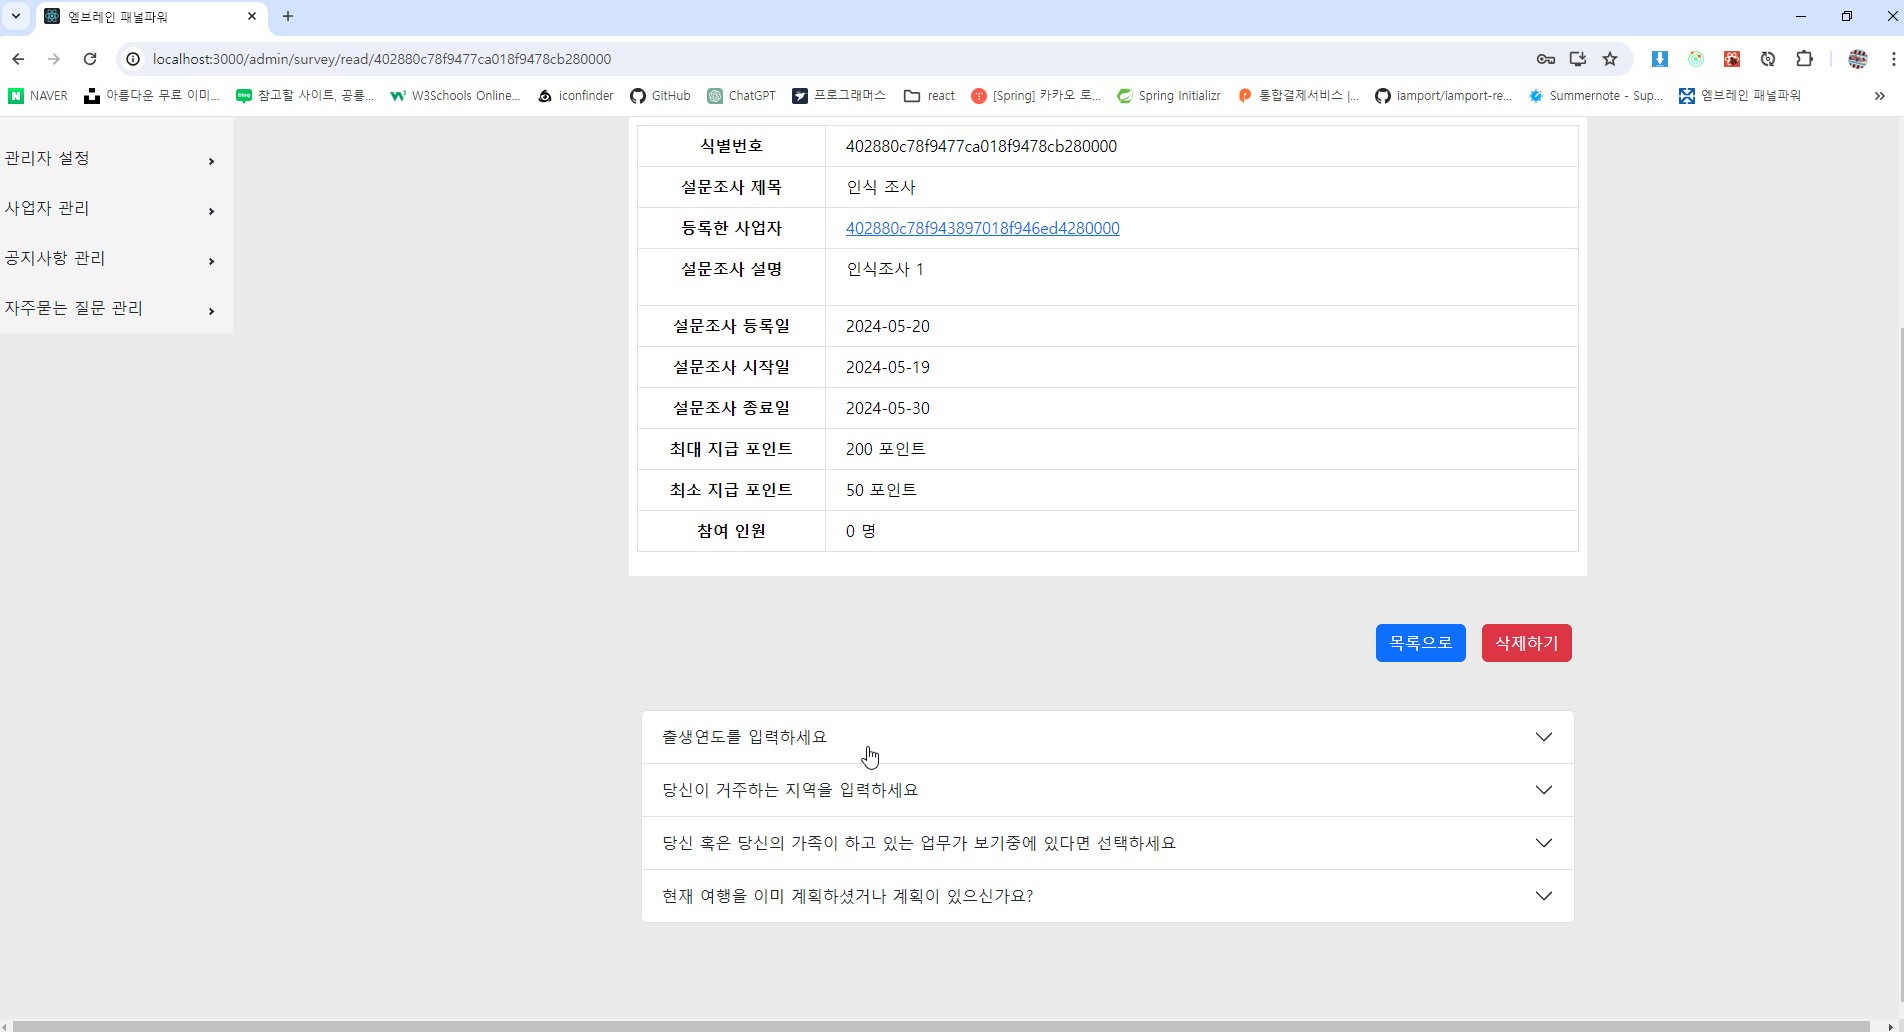 엠브레인 패널파워
localhost:3000/admin/survey/read/402880c78f9477ca018f9478cb280000
NAVER 아름다운 무료 이미... 참고할 사이트, 공룡... W3Schools Online... iconfinder GitHub ChatGPT 프로그래머스 react [Spring] 카카오 로... Spring Initializr 통합결제서비스 |... iamport/iamport-re... Summernote - Sup... 엠브레인 패널파워
관리자 설정
사업자 관리
공지사항 관리
자주묻는 질문 관리
식별번호 402880c78f9477ca018f9478cb280000
설문조사 제목 인식 조사
등록한 사업자 402880c78f943897018f946ed4280000
설문조사 설명 인식조사 1
설문조사 등록일 2024-05-20
설문조사 시작일 2024-05-19
설문조사 종료일 2024-05-30
최대 지급 포인트 200 포인트
최소 지급 포인트 50 포인트
참여 인원 0 명
목록으로 삭제하기
출생연도를 입력하세요
당신이 거주하는 지역을 입력하세요
당신 혹은 당신의 가족이 하고 있는 업무가 보기중에 있다면 선택하세요
현재 여행을 이미 계획하셨거나 계획이 있으신가요?